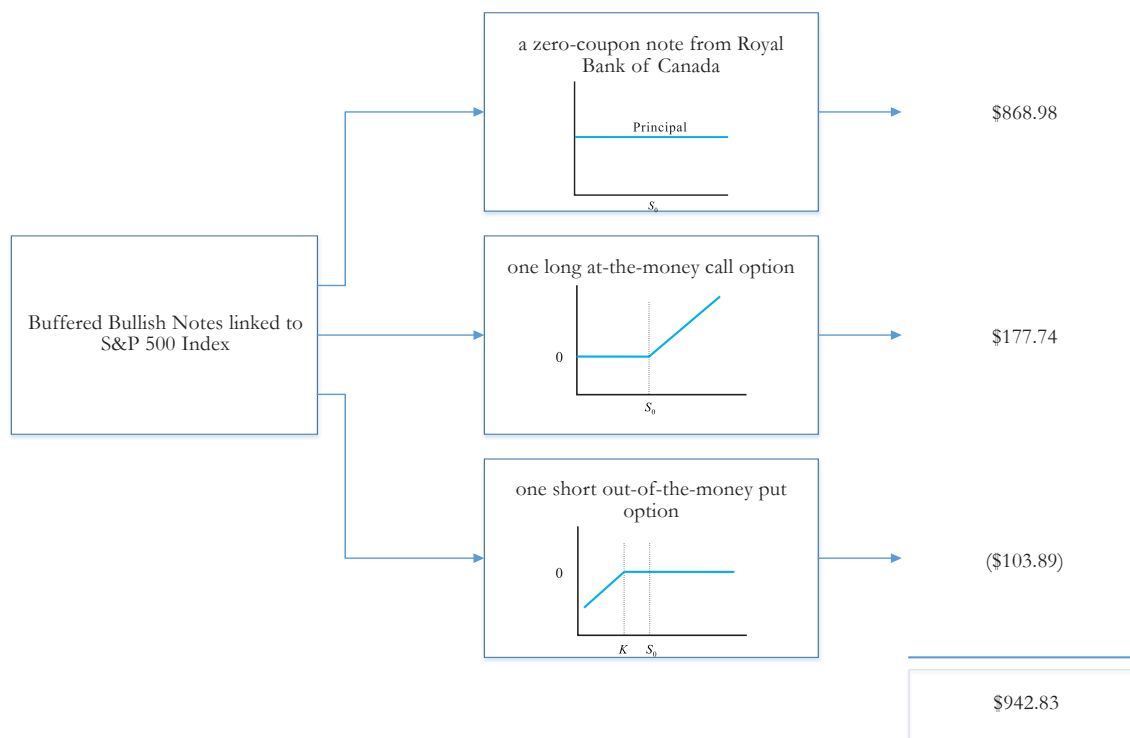 a zero-coupon note from Royal
Bank of Canada
Principal
S₀
$868.98
Buffered Bullish Notes linked to
S&P 500 Index
one long at-the-money call option
0
S₀
$177.74
one short out-of-the-money put
option
0
K S₀
($103.89)
$942.83